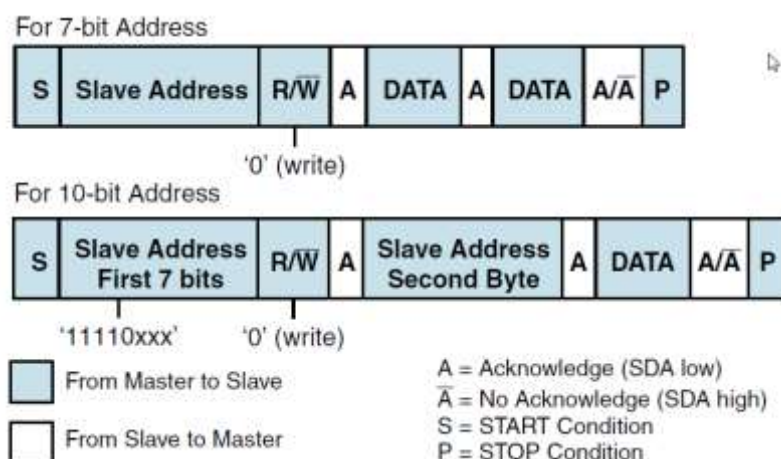 For 7-bit Address
S Slave Address R/W̅ A DATA A DATA A/A̅ P
‘0’ (write)
For 10-bit Address
S Slave Address First 7 bits R/W̅ A Slave Address Second Byte A DATA A/A̅ P
‘11110xxx’ ‘0’ (write)
From Master to Slave
From Slave to Master
A = Acknowledge (SDA low)
A̅ = No Acknowledge (SDA high)
S = START Condition
P = STOP Condition